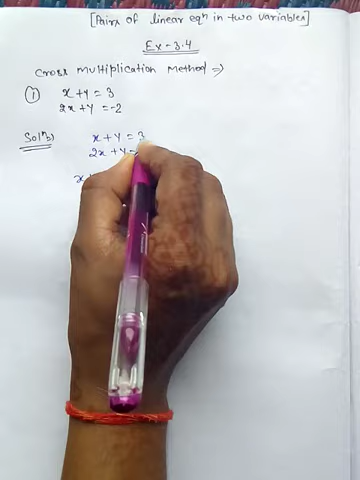 [Pairs of linear eqn in two variables]
Ex-3.4
Cross Multiplication Method ⇒
① x+y = 3
2x+y = -2
Soln⇒ x+y = 3
2x+y =
x